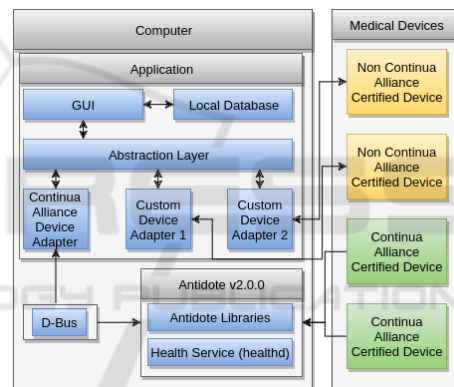 Computer
Medical Devices
Application
GUI
Local Database
Abstraction Layer
Continua
Alliance
Device
Adapter
Custom
Device
Adapter 1
Custom
Device
Adapter 2
D-Bus
Antidote v2.0.0
Antidote Libraries
Health Service (healthd)
Non Continua
Alliance
Certified Device
Non Continua
Alliance
Certified Device
Continua
Alliance
Certified Device
Continua
Alliance
Certified Device